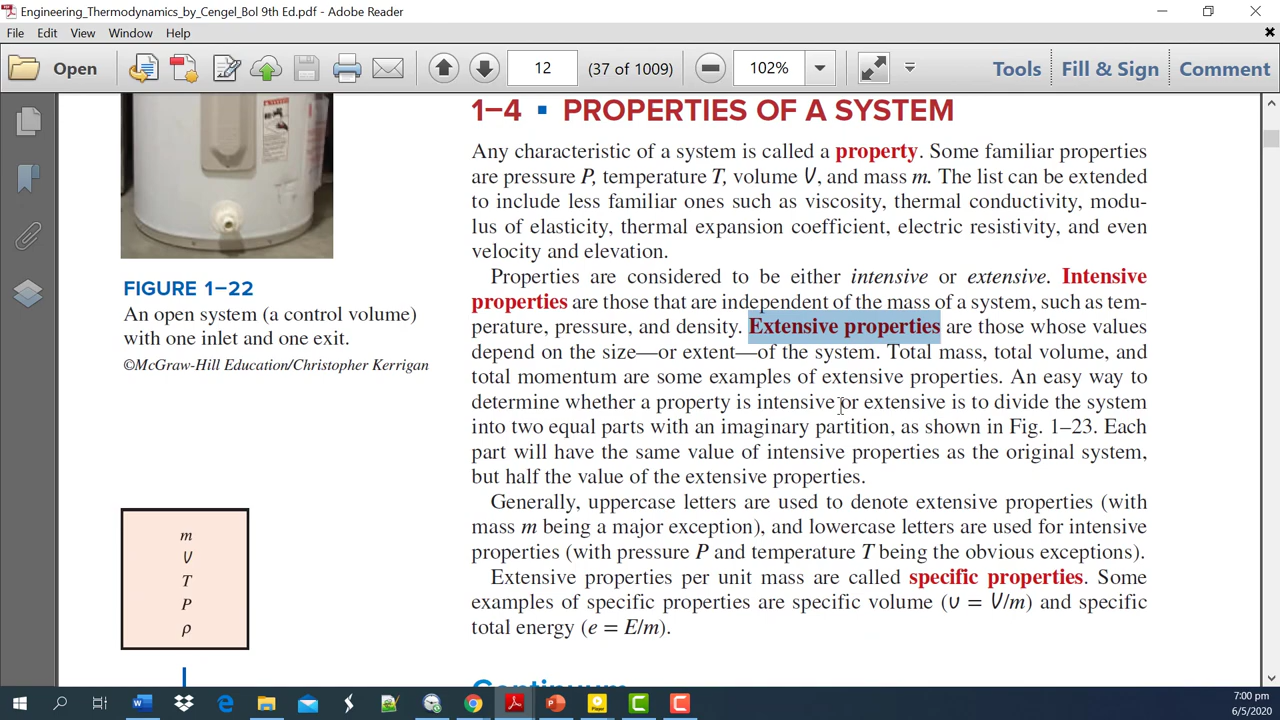 Engineering_Thermodynamics_by_Cengel_Bol 9th Ed.pdf - Adobe Reader
File Edit View Window Help
Open 12 (37 of 1009) 102% Tools Fill & Sign Comment
1–4 ▪ PROPERTIES OF A SYSTEM
Any characteristic of a system is called a property. Some familiar properties
are pressure P, temperature T, volume V, and mass m. The list can be extended
to include less familiar ones such as viscosity, thermal conductivity, modu-
lus of elasticity, thermal expansion coefficient, electric resistivity, and even
velocity and elevation.
Properties are considered to be either intensive or extensive. Intensive
properties are those that are independent of the mass of a system, such as tem-
perature, pressure, and density. Extensive properties are those whose values
depend on the size—or extent—of the system. Total mass, total volume, and
total momentum are some examples of extensive properties. An easy way to
determine whether a property is intensive or extensive is to divide the system
into two equal parts with an imaginary partition, as shown in Fig. 1–23. Each
part will have the same value of intensive properties as the original system,
but half the value of the extensive properties.
Generally, uppercase letters are used to denote extensive properties (with
mass m being a major exception), and lowercase letters are used for intensive
properties (with pressure P and temperature T being the obvious exceptions).
Extensive properties per unit mass are called specific properties. Some
examples of specific properties are specific volume (υ = V/m) and specific
total energy (e = E/m).
FIGURE 1–22
An open system (a control volume)
with one inlet and one exit.
©McGraw-Hill Education/Christopher Kerrigan
m
V
T
P
ρ
7:00 pm
6/5/2020